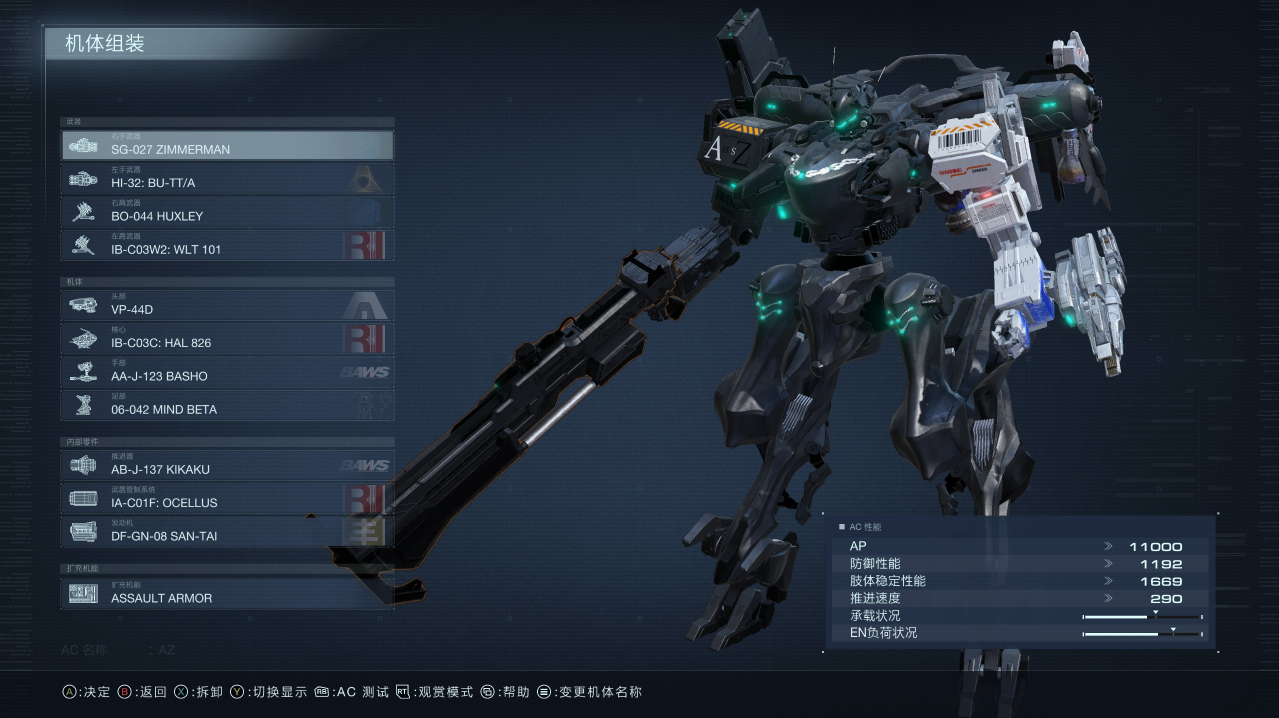 机体组装
武器
右手武器
SG-027 ZIMMERMAN
左手武器
HI-32: BU-TT/A
右肩武器
BO-044 HUXLEY
左肩武器
IB-C03W2: WLT 101
机体
头部
VP-44D
核心
IB-C03C: HAL 826
手部
AA-J-123 BASHO
BAWS
足部
06-042 MIND BETA
内部零件
推进器
AB-J-137 KIKAKU
BAWS
武器管制系统
IA-C01F: OCELLUS
发动机
DF-GN-08 SAN-TAI
扩充机能
扩充机能
ASSAULT ARMOR
AC 名称 : AZ
A s Z
WARNING
AC 性能
AP 11000
防御性能 1192
肢体稳定性能 1669
推进速度 290
承载状况
EN负荷状况
A:决定 B:返回 X:拆卸 Y:切换显示 RB:AC 测试 RT:观赏模式 :帮助 :变更机体名称